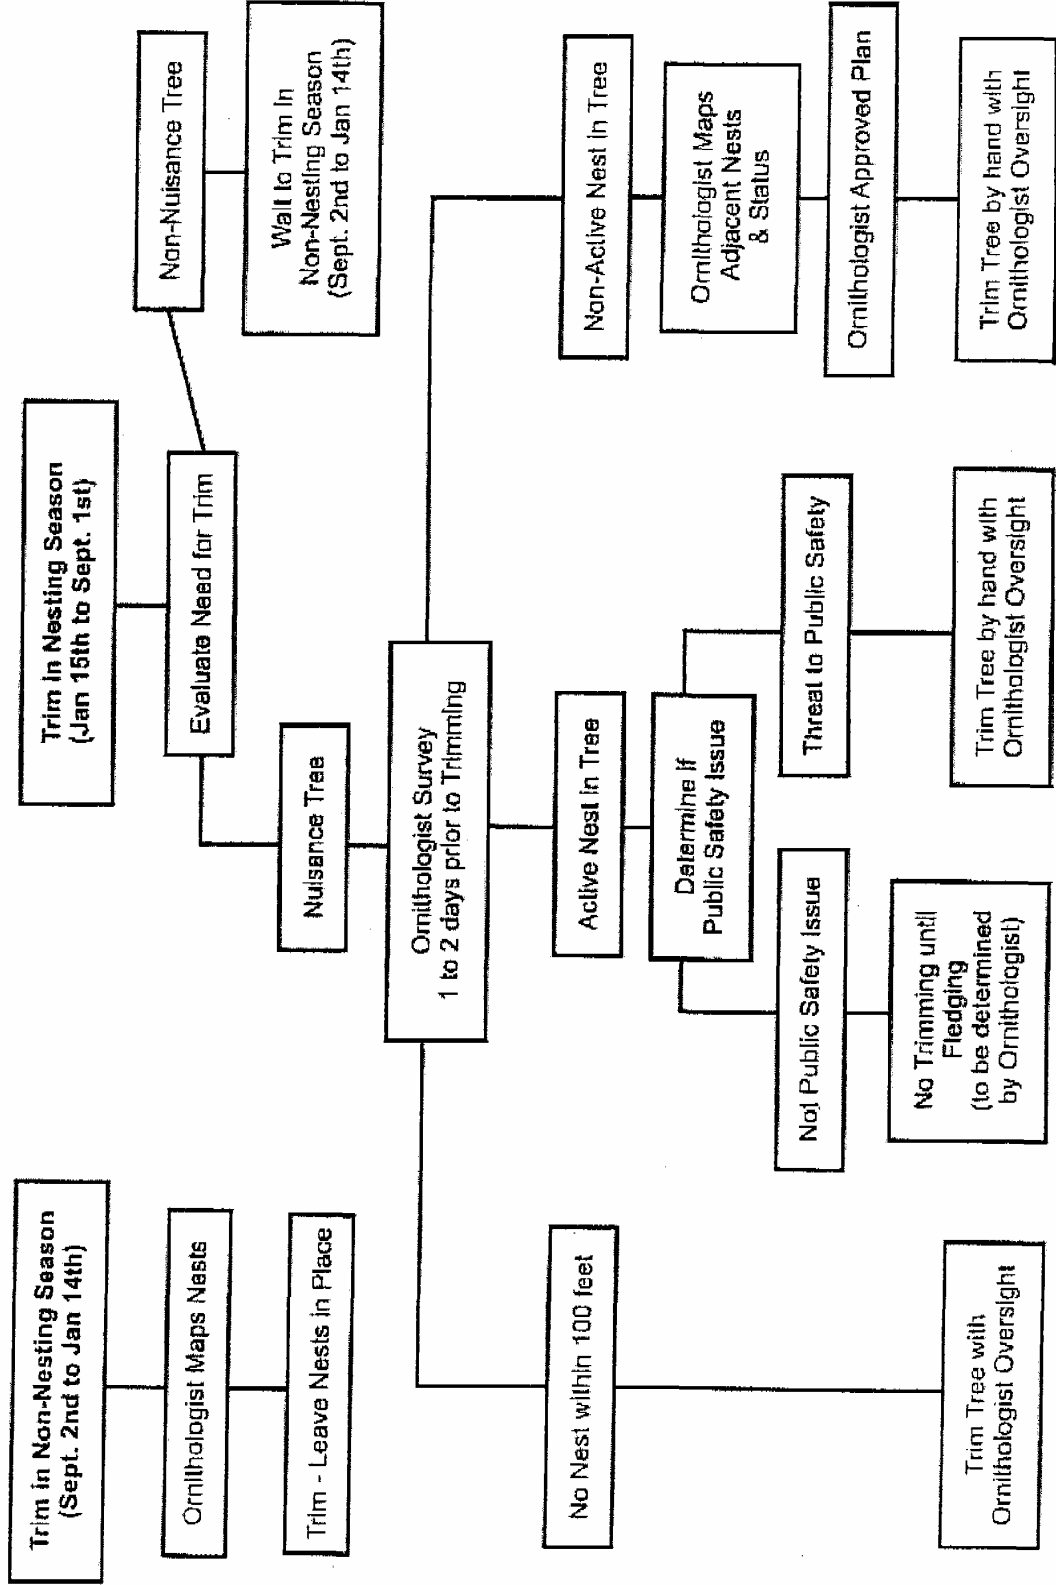 Trim in Non-Nesting Season
(Sept. 2nd to Jan 14th)
Ornithologist Maps Nests
Trim - Leave Nests in Place
Trim in Nesting Season
(Jan 15th to Sept. 1st)
Evaluate Need for Trim
Non-Nuisance Tree
Wait to Trim In
Non-Nesting Season
(Sept. 2nd to Jan 14th)
Nuisance Tree
Ornithologist Survey
1 to 2 days prior to Trimming
No Nest within 100 feet
Trim Tree with
Ornithologist Oversight
Active Nest In Tree
Determine If
Public Safety Issue
Not Public Safety Issue
No Trimming until
Fledging
(to be determined
by Ornithologist)
Threat to Public Safety
Trim Tree by hand with
Ornithologist Oversight
Non-Active Nest In Tree
Ornithologist Maps
Adjacent Nests
& Status
Ornithologist Approved Plan
Trim Tree by hand with
Ornithologist Oversight